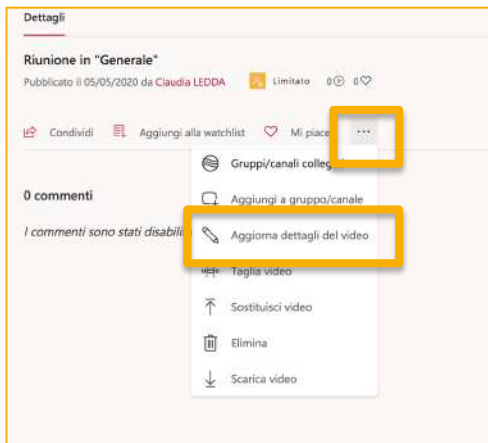 Dettagli
Riunione in "Generale"
Pubblicato il 05/05/2020 da Claudia LEDDA Limitato 0 0
Condividi Aggiungi alla watchlist Mi piace ...
Gruppi/canali
0 commenti Aggiungi a gruppo/canale
I commenti sono stati Aggiorna dettagli del video
Taglia video
Sostituisci video
Elimina
Scarica video